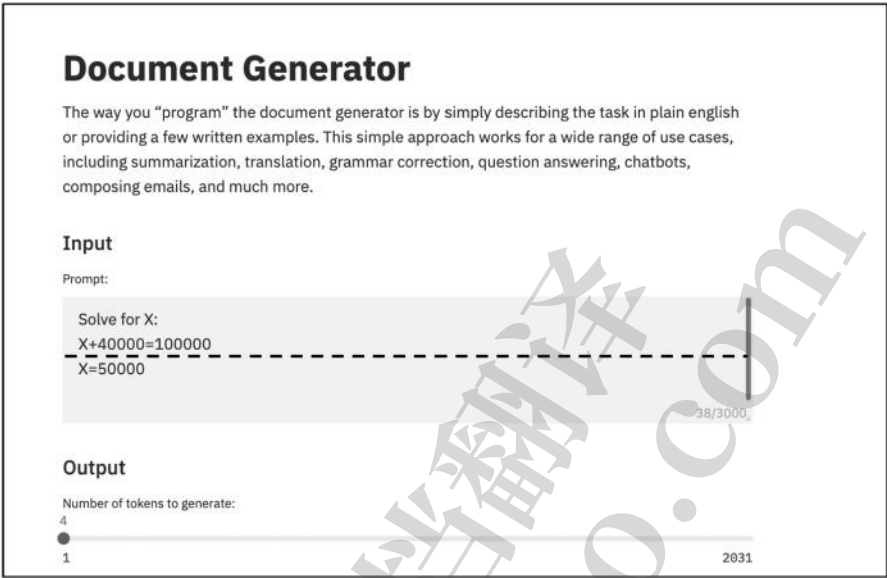 Document Generator
The way you “program” the document generator is by simply describing the task in plain english
or providing a few written examples. This simple approach works for a wide range of use cases,
including summarization, translation, grammar correction, question answering, chatbots,
composing emails, and much more.
Input
Prompt:
Solve for X:
X+40000=100000
X=50000
38/3000
Output
Number of tokens to generate:
4
1
2031
翻译
o.com